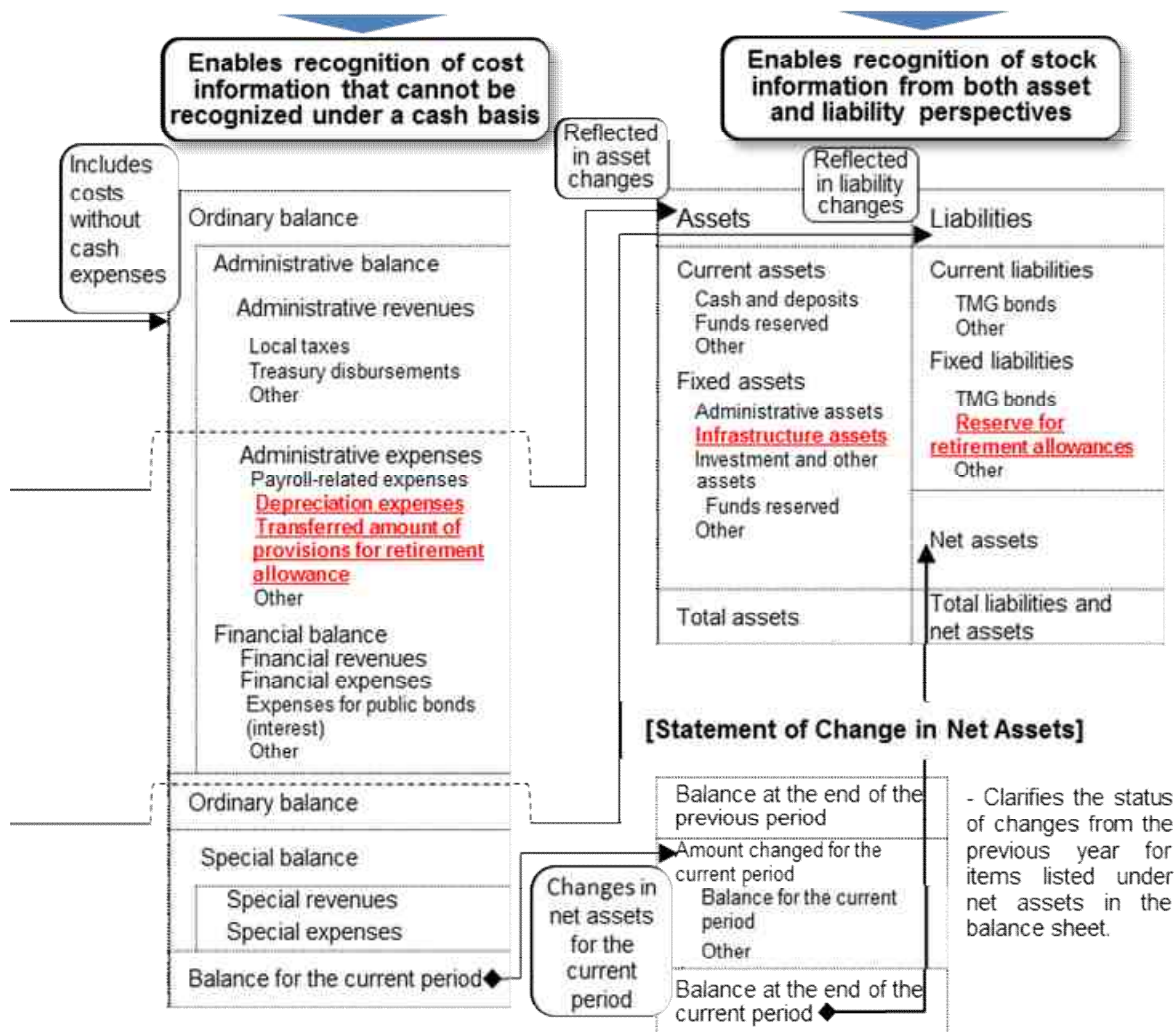 Enables recognition of cost
information that cannot be
recognized under a cash basis
Enables recognition of stock
information from both asset
and liability perspectives
Includes
costs
without
cash
expenses
Reflected
in asset
changes
Reflected
in liability
changes
Ordinary balance
Administrative balance
Administrative revenues
Local taxes
Treasury disbursements
Other
Administrative expenses
Payroll-related expenses
Depreciation expenses
Transferred amount of
provisions for retirement
allowance
Other
Financial balance
Financial revenues
Financial expenses
Expenses for public bonds
(interest)
Other
Ordinary balance
Special balance
Special revenues
Special expenses
Balance for the current period
Assets
Current assets
Cash and deposits
Funds reserved
Other
Fixed assets
Administrative assets
Infrastructure assets
Investment and other
assets
Funds reserved
Other
Total assets
Liabilities
Current liabilities
TMG bonds
Other
Fixed liabilities
TMG bonds
Reserve for
retirement allowances
Other
Net assets
Total liabilities and
net assets
[Statement of Change in Net Assets]
Balance at the end of the
previous period
Amount changed for the
current period
Balance for the current
period
Other
Balance at the end of the
current period
Changes in
net assets
for the
current
period
- Clarifies the status
of changes from the
previous year for
items listed under
net assets in the
balance sheet.